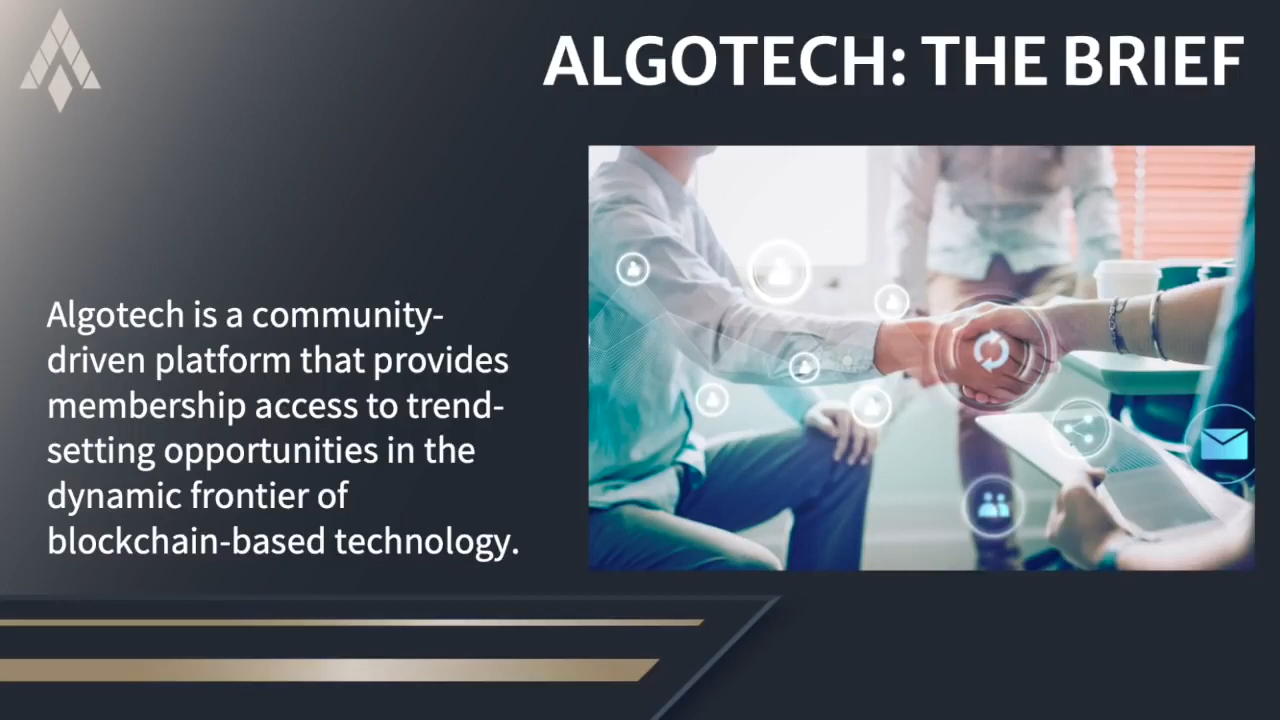 ALGOTECH: THE BRIEF
Algotech is a community-
driven platform that provides
membership access to trend-
setting opportunities in the
dynamic frontier of
blockchain-based technology.